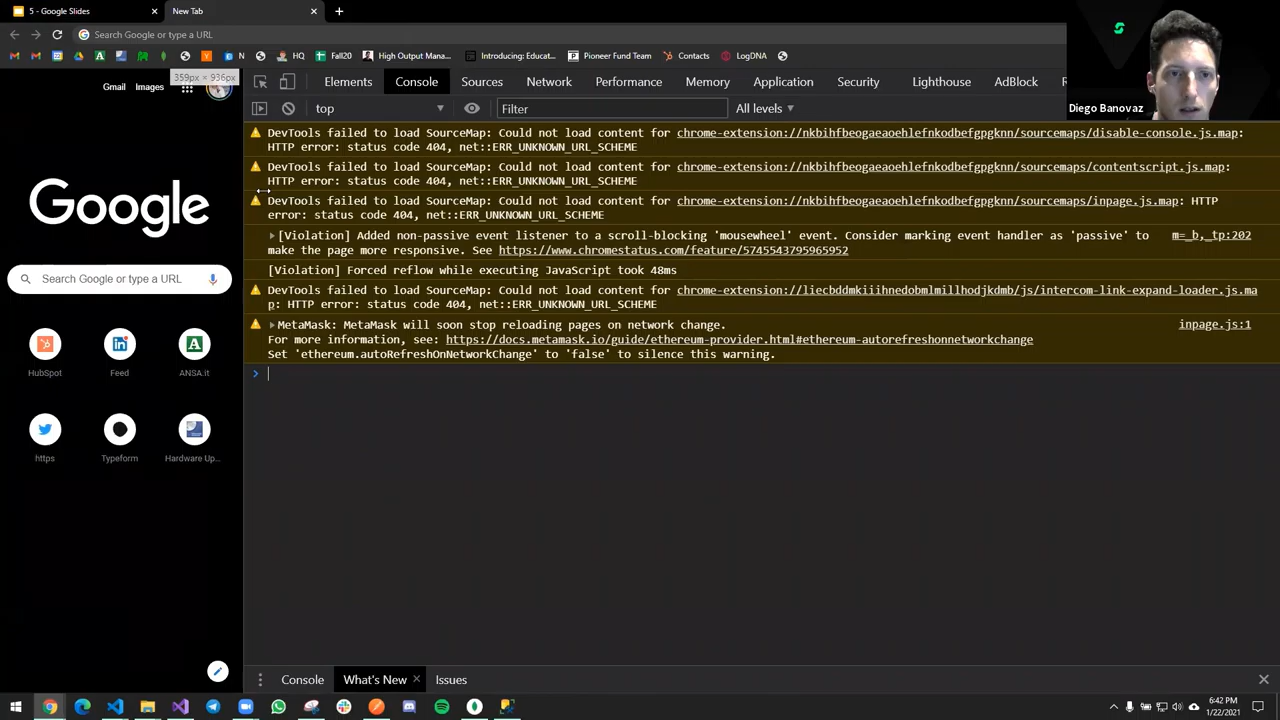 5 - Google Slides
New Tab
Search Google or type a URL
N
HQ
Fall20
High Output Mana...
Introducing: Educat...
Pioneer Fund Team
Contacts
LogDNA
Gmail
Images
359px × 936px
Elements
Console
Sources
Network
Performance
Memory
Application
Security
Lighthouse
AdBlock
Diego Banovaz
top
Filter
All levels
DevTools failed to load SourceMap: Could not load content for chrome-extension://nkbihfbeogaeaoehlefnkodbefgpgknn/sourcemaps/disable-console.js.map:
HTTP error: status code 404, net::ERR_UNKNOWN_URL_SCHEME
DevTools failed to load SourceMap: Could not load content for chrome-extension://nkbihfbeogaeaoehlefnkodbefgpgknn/sourcemaps/contentscript.js.map:
HTTP error: status code 404, net::ERR_UNKNOWN_URL_SCHEME
DevTools failed to load SourceMap: Could not load content for chrome-extension://nkbihfbeogaeaoehlefnkodbefgpgknn/sourcemaps/inpage.js.map: HTTP
error: status code 404, net::ERR_UNKNOWN_URL_SCHEME
[Violation] Added non-passive event listener to a scroll-blocking 'mousewheel' event. Consider marking event handler as 'passive' to m=_b,_tp:202
make the page more responsive. See https://www.chromestatus.com/feature/5745543795965952
[Violation] Forced reflow while executing JavaScript took 48ms
DevTools failed to load SourceMap: Could not load content for chrome-extension://liecbddmkiiihnedobmlmillhodjkdmb/js/intercom-link-expand-loader.js.ma
p: HTTP error: status code 404, net::ERR_UNKNOWN_URL_SCHEME
MetaMask: MetaMask will soon stop reloading pages on network change. inpage.js:1
For more information, see: https://docs.metamask.io/guide/ethereum-provider.html#ethereum-autorefreshonnetworkchange
Set 'ethereum.autoRefreshOnNetworkChange' to 'false' to silence this warning.
Google
Search Google or type a URL
HubSpot
Feed
ANSA.it
https
Typeform
Hardware Up...
Console
What's New
Issues
6:42 PM
1/22/2021